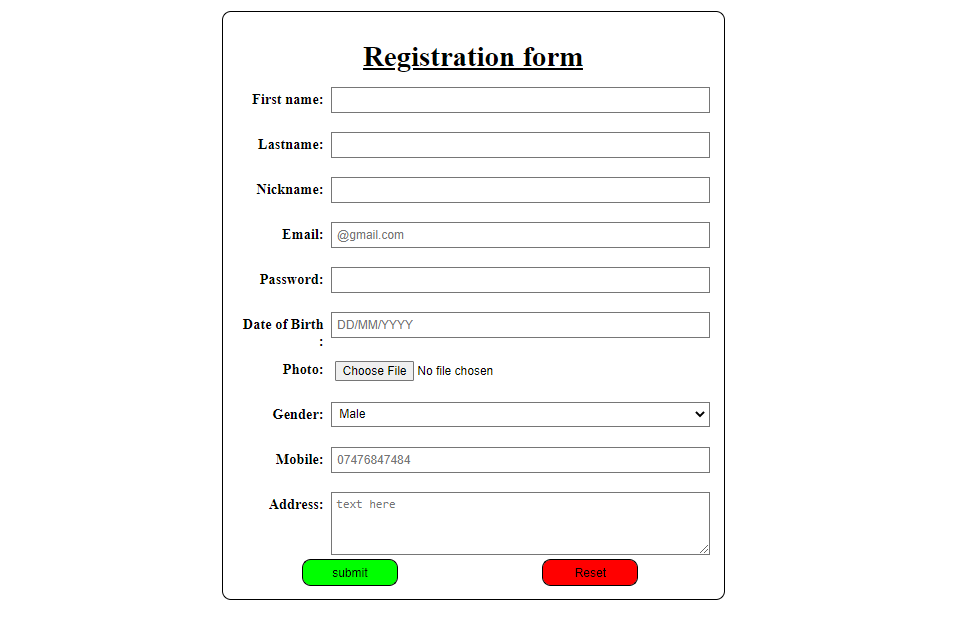 Registration form
First name:
Lastname:
Nickname:
Email: @gmail.com
Password:
Date of Birth DD/MM/YYYY
:
Photo: Choose File No file chosen
Gender: Male
Mobile: 07476847484
Address: text here
submit Reset